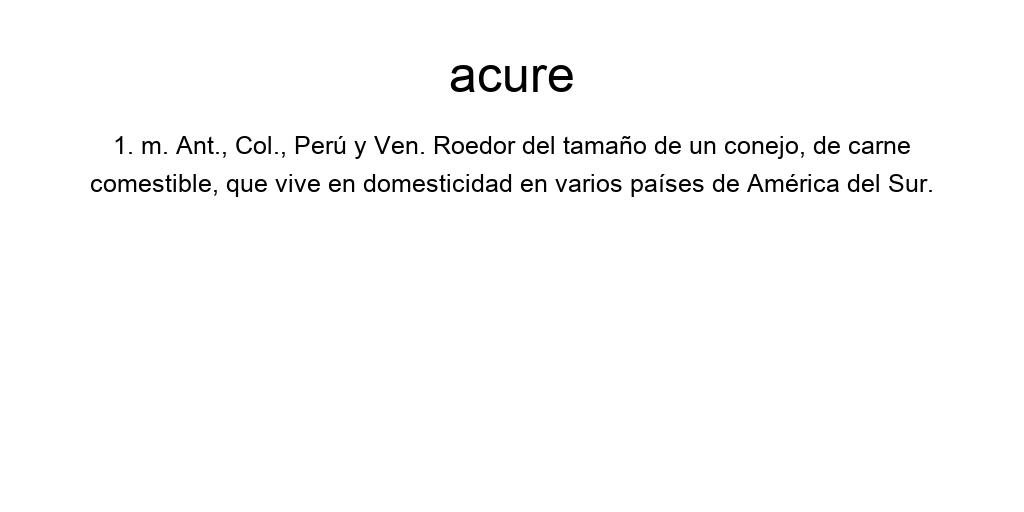 acure
1. m. Ant., Col., Perú y Ven. Roedor del tamaño de un conejo, de carne
comestible, que vive en domesticidad en varios países de América del Sur.